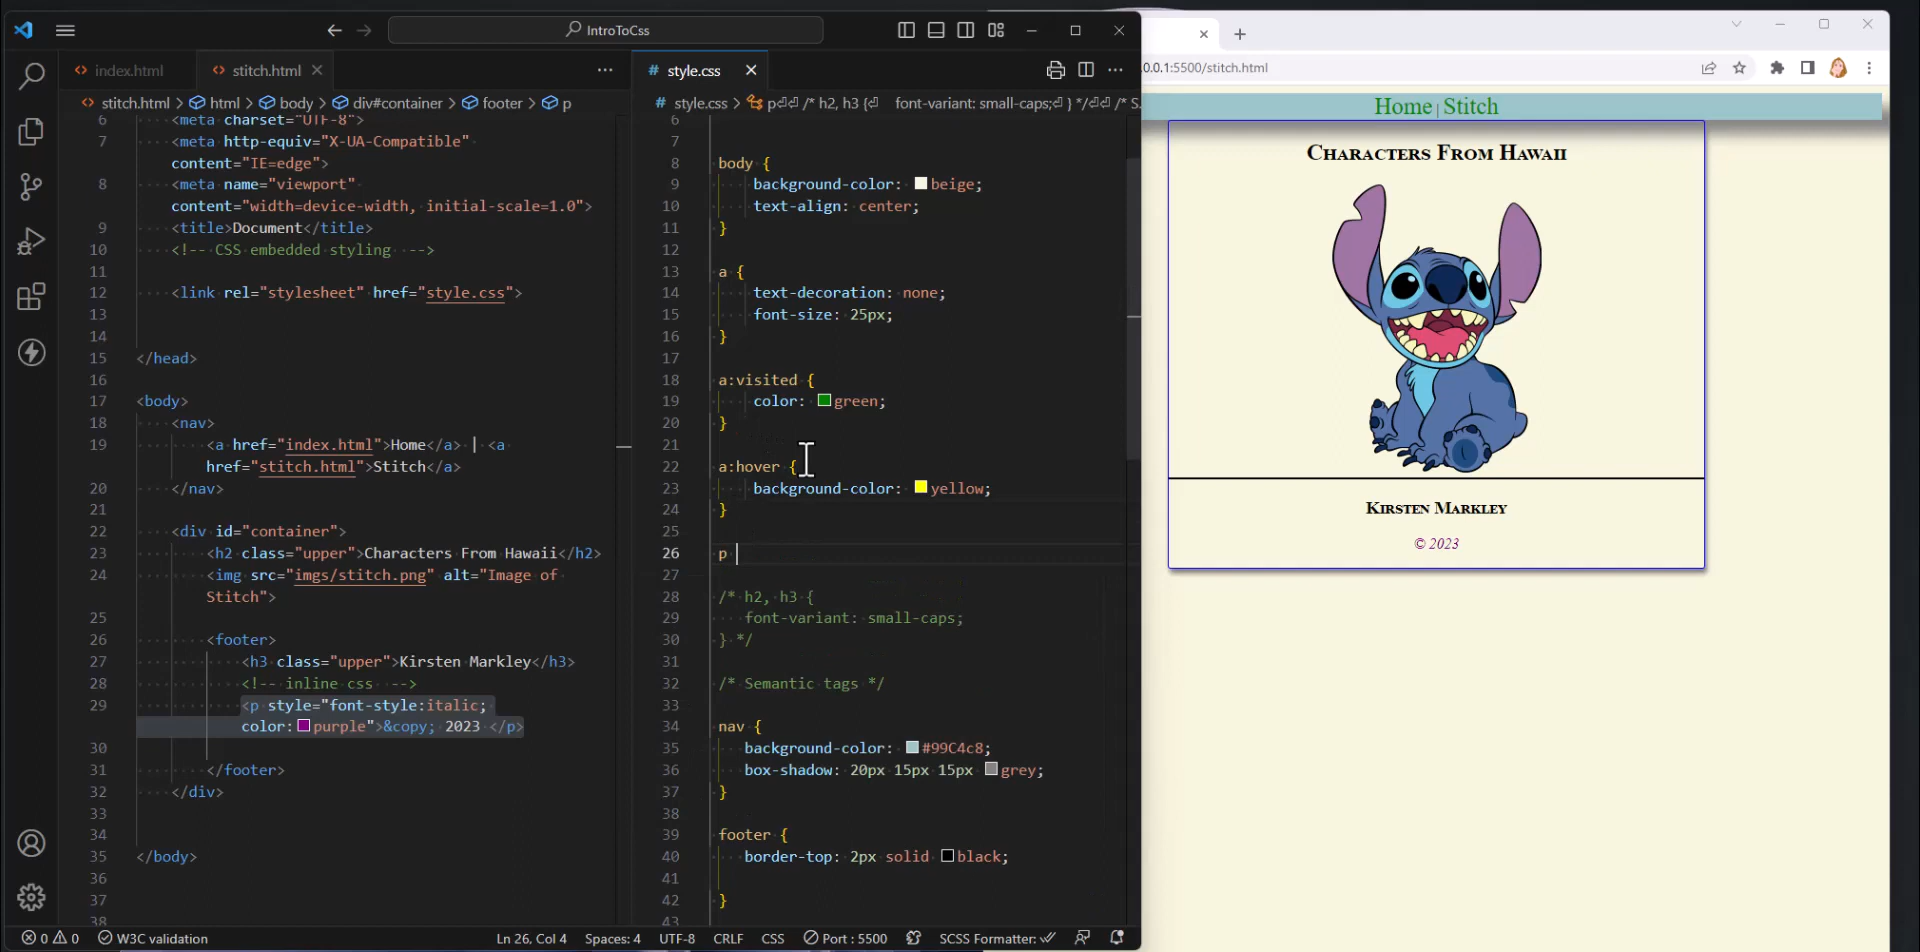 IntroToCss
index.html
stitch.html
stitch.html > html > body > div#container > footer > p
6 <meta charset="UTF-8">
7 <meta http-equiv="X-UA-Compatible"
content="IE=edge">
8 <meta name="viewport"
content="width=device-width, initial-scale=1.0">
9 <title>Document</title>
10 <!-- CSS embedded styling -->
11
12 <link rel="stylesheet" href="style.css">
13
14
15 </head>
16
17 <body>
18 <nav>
19 <a href="index.html">Home</a> | <a
href="stitch.html">Stitch</a>
20 </nav>
21
22 <div id="container">
23 <h2 class="upper">Characters From Hawaii</h2>
24 <img src="imgs/stitch.png" alt="Image of
Stitch">
25
26 <footer>
27 <h3 class="upper">Kirsten Markley</h3>
28 <!-- inline css -->
29 <p style="font-style:italic;
color:purple">&copy; 2023 </p>
30
31 </footer>
32 </div>
33
34
35 </body>
36
37
38
# style.css
# style.css > p⏎⏎ /* h2, h3 {⏎ font-variant: small-caps;⏎ } */⏎⏎ /* S
6
7
8 body {
9 background-color: beige;
10 text-align: center;
11 }
12
13 a {
14 text-decoration: none;
15 font-size: 25px;
16 }
17
18 a:visited {
19 color: green;
20 }
21
22 a:hover {
23 background-color: yellow;
24 }
25
26 p
27
28 /* h2, h3 {
29 font-variant: small-caps;
30 } */
31
32 /* Semantic tags */
33
34 nav {
35 background-color: #99C4c8;
36 box-shadow: 20px 15px 15px grey;
37 }
38
39 footer {
40 border-top: 2px solid black;
41
42 }
43
0 0 W3C validation
Ln 26, Col 4 Spaces: 4 UTF-8 CRLF CSS Port : 5500 SCSS Formatter:
0.0.1:5500/stitch.html
Home | Stitch
Characters From Hawaii
Kirsten Markley
© 2023